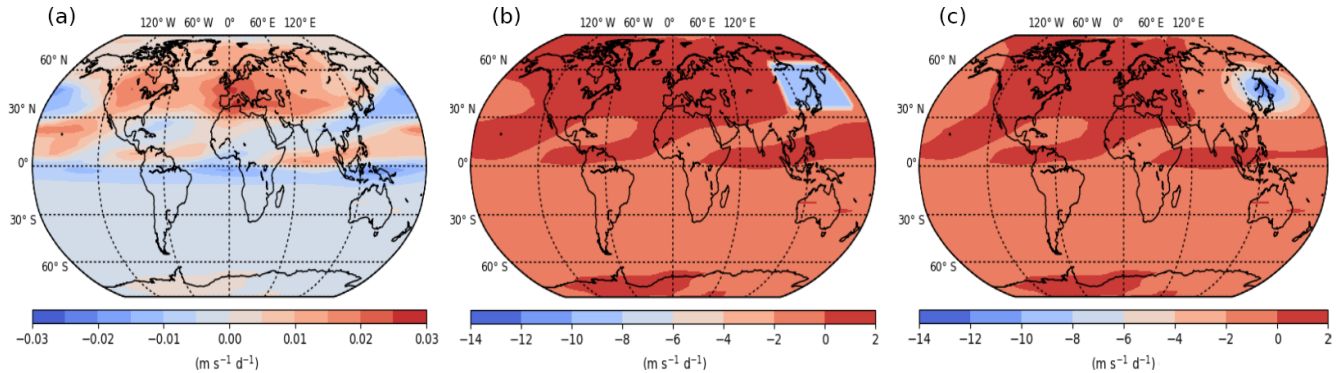 (a) (b) (c)
120° W 60° W 0° 60° E 120° E 120° W 60° W 0° 60° E 120° E 120° W 60° W 0° 60° E 120° E
60° N 60° N 60° N
30° N 30° N 30° N
0° 0° 0°
30° S 30° S 30° S
60° S 60° S 60° S
−0.03 −0.02 −0.01 0.00 0.01 0.02 0.03 −14 −12 −10 −8 −6 −4 −2 0 2 −14 −12 −10 −8 −6 −4 −2 0 2
(m s⁻¹ d⁻¹) (m s⁻¹ d⁻¹) (m s⁻¹ d⁻¹)